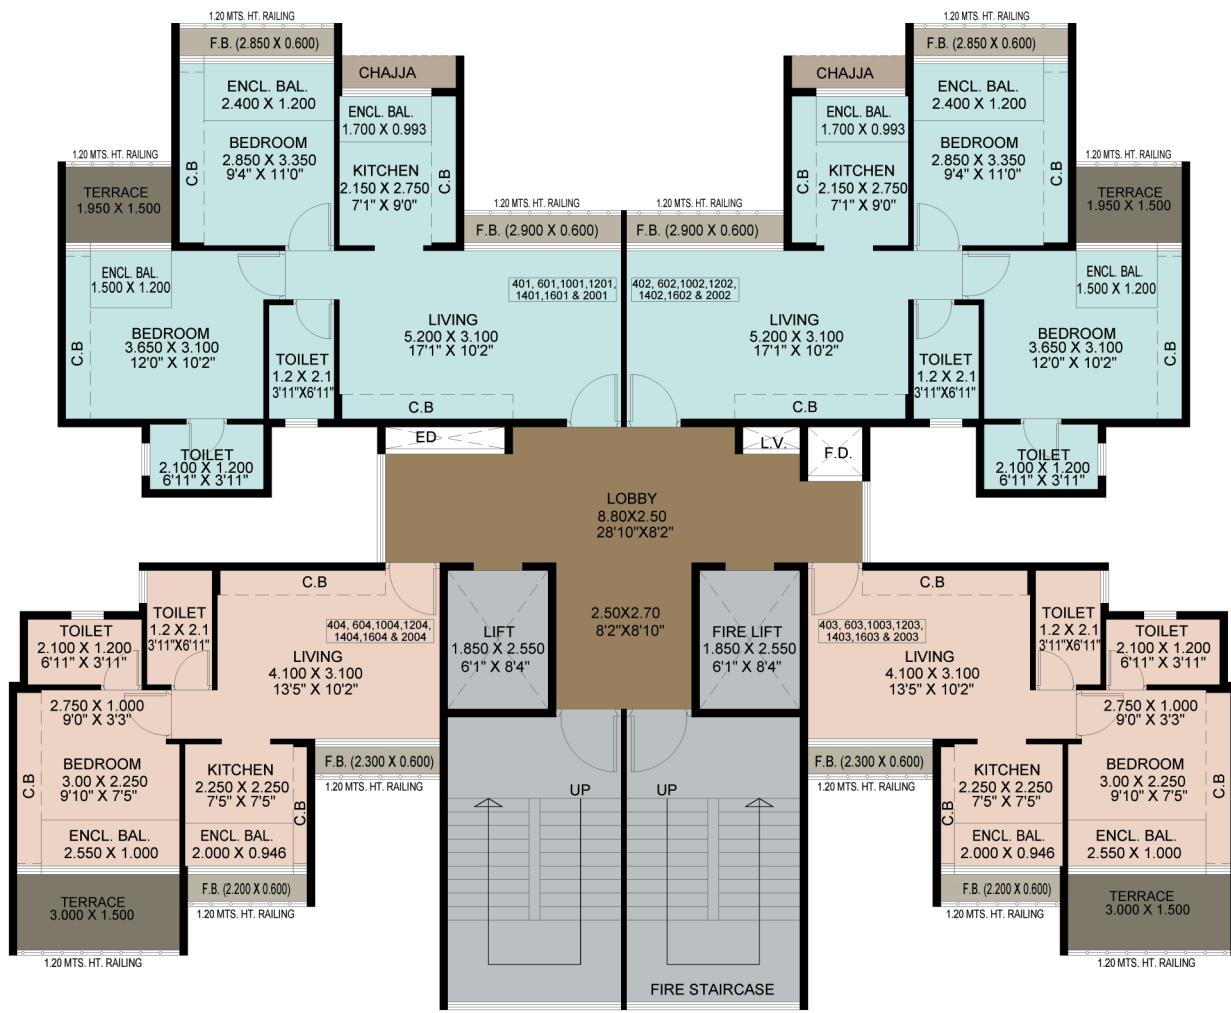 1.20 MTS. HT. RAILING
F.B. (2.850 X 0.600)
ENCL. BAL.
2.400 X 1.200
BEDROOM
2.850 X 3.350
9'4" X 11'0"
C.B
CHAJJA
ENCL. BAL.
1.700 X 0.993
KITCHEN
2.150 X 2.750
7'1" X 9'0"
C.B
1.20 MTS. HT. RAILING
TERRACE
1.950 X 1.500
1.20 MTS. HT. RAILING
F.B. (2.900 X 0.600)
ENCL. BAL.
1.500 X 1.200
BEDROOM
3.650 X 3.100
12'0" X 10'2"
C.B
401, 601,1001,1201,
1401,1601 & 2001
LIVING
5.200 X 3.100
17'1" X 10'2"
C.B
TOILET
1.2 X 2.1
3'11"X6'11"
TOILET
2.100 X 1.200
6'11" X 3'11"
1.20 MTS. HT. RAILING
F.B. (2.850 X 0.600)
CHAJJA
ENCL. BAL.
2.400 X 1.200
BEDROOM
2.850 X 3.350
9'4" X 11'0"
C.B
ENCL. BAL.
1.700 X 0.993
KITCHEN
2.150 X 2.750
7'1" X 9'0"
C.B
1.20 MTS. HT. RAILING
TERRACE
1.950 X 1.500
1.20 MTS. HT. RAILING
F.B. (2.900 X 0.600)
402, 602,1002,1202,
1402,1602 & 2002
LIVING
5.200 X 3.100
17'1" X 10'2"
C.B
ENCL. BAL
1.500 X 1.200
BEDROOM
3.650 X 3.100
12'0" X 10'2"
C.B
TOILET
1.2 X 2.1
3'11"X6'11"
TOILET
2.100 X 1.200
6'11" X 3'11"
ED
L.V.
F.D.
LOBBY
8.80X2.50
28'10"X8'2"
2.50X2.70
8'2"X8'10"
LIFT
1.850 X 2.550
6'1" X 8'4"
FIRE LIFT
1.850 X 2.550
6'1" X 8'4"
C.B
404, 604,1004,1204,
1404,1604 & 2004
LIVING
4.100 X 3.100
13'5" X 10'2"
TOILET
1.2 X 2.1
3'11"X6'11"
TOILET
2.100 X 1.200
6'11" X 3'11"
2.750 X 1.000
9'0" X 3'3"
BEDROOM
3.00 X 2.250
9'10" X 7'5"
C.B
ENCL. BAL.
2.550 X 1.000
KITCHEN
2.250 X 2.250
7'5" X 7'5"
C.B
ENCL. BAL.
2.000 X 0.946
F.B. (2.300 X 0.600)
1.20 MTS. HT. RAILING
F.B. (2.200 X 0.600)
1.20 MTS. HT. RAILING
TERRACE
3.000 X 1.500
1.20 MTS. HT. RAILING
UP
UP
FIRE STAIRCASE
C.B
403, 603,1003,1203,
1403,1603 & 2003
LIVING
4.100 X 3.100
13'5" X 10'2"
TOILET
1.2 X 2.1
3'11"X6'11"
TOILET
2.100 X 1.200
6'11" X 3'11"
2.750 X 1.000
9'0" X 3'3"
F.B. (2.300 X 0.600)
1.20 MTS. HT. RAILING
KITCHEN
2.250 X 2.250
7'5" X 7'5"
C.B
ENCL. BAL.
2.000 X 0.946
BEDROOM
3.00 X 2.250
9'10" X 7'5"
C.B
ENCL. BAL.
2.550 X 1.000
F.B. (2.200 X 0.600)
1.20 MTS. HT. RAILING
TERRACE
3.000 X 1.500
1.20 MTS. HT. RAILING